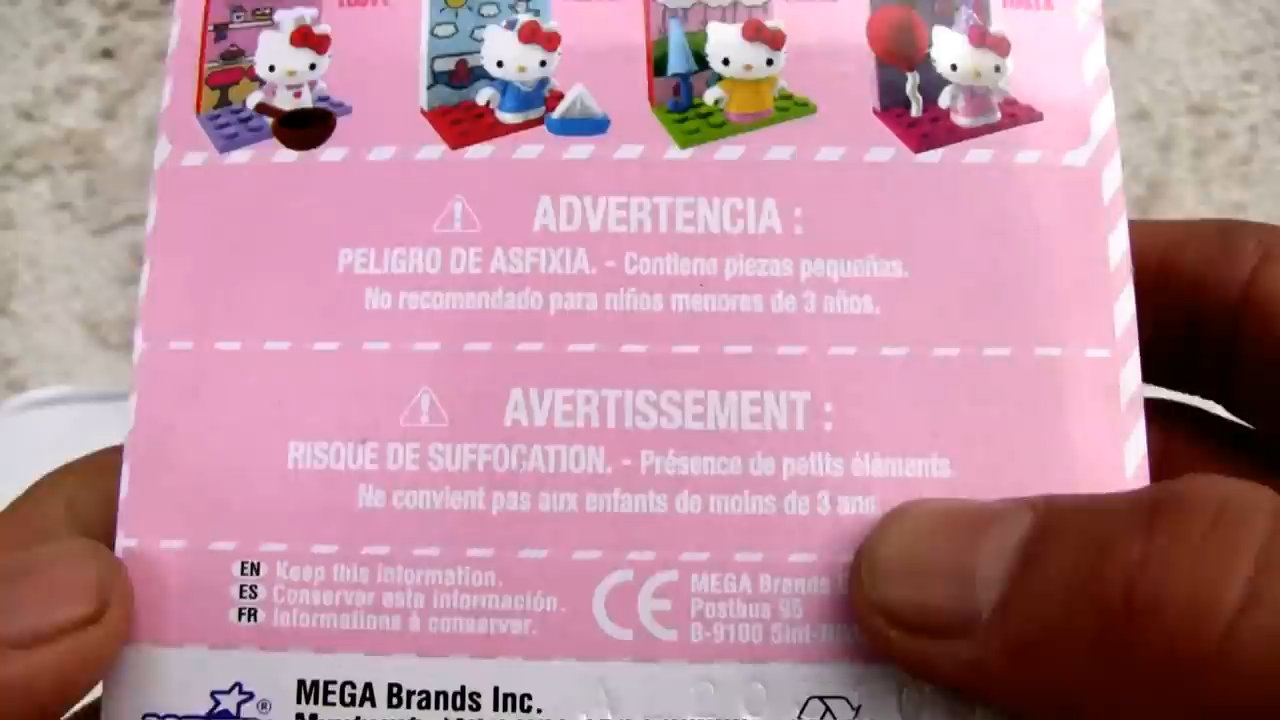 ADVERTENCIA :
PELIGRO DE ASFIXIA. - Contiene piezas pequeñas.
No recomendado para niños menores de 3 años.
AVERTISSEMENT :
RISQUE DE SUFFOCATION. - Présence de petits éléments
Ne convient pas aux enfants de moins de 3 ans
EN Keep this information.
ES Conservar esta información.
FR Informations à conserver.
CE
MEGA Brands
Postbus 95
B-9100 Sint-
MEGA Brands Inc.